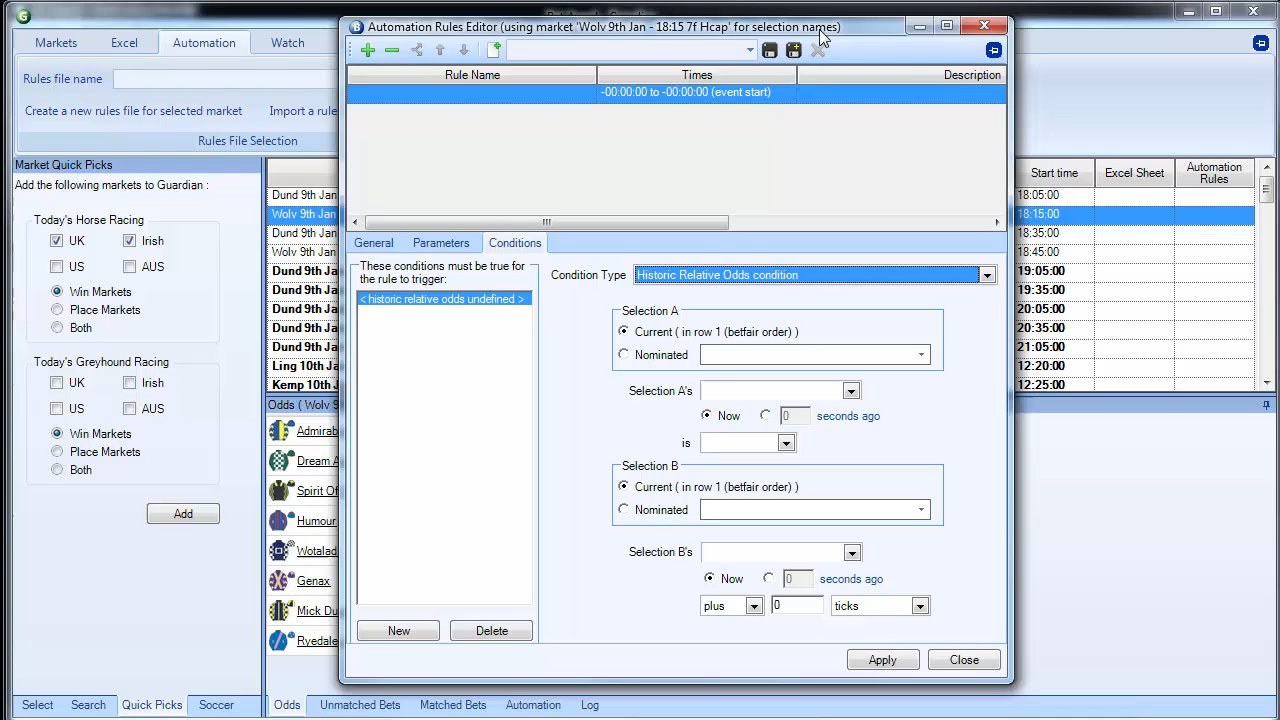 Automation Rules Editor (using market 'Wolv 9th Jan - 18:15 7f Hcap' for selection names)
Markets
Excel
Automation
Watch
Rules file name
Create a new rules file for selected market
Import a rule
Rules File Selection
Rule Name
Times
Description
-00:00:00 to -00:00:00 (event start)
Market Quick Picks
Add the following markets to Guardian :
Today's Horse Racing
UK
Irish
US
AUS
Win Markets
Place Markets
Both
Today's Greyhound Racing
UK
Irish
US
AUS
Win Markets
Place Markets
Both
Add
Select
Search
Quick Picks
Soccer
Dund 9th Jan
Wolv 9th Jan
Dund 9th Jan
Wolv 9th Jan
Dund 9th Ja
Dund 9th Ja
Dund 9th Ja
Dund 9th Ja
Dund 9th Ja
Ling 10th Ja
Kemp 10th J
Odds ( Wolv 9
Admirab
Dream A
Spirit Of
Humour
Wotalad
Genax
Mick Du
Ryedale
General
Parameters
Conditions
These conditions must be true for
the rule to trigger:
< historic relative odds undefined >
New
Delete
Condition Type
Historic Relative Odds condition
Selection A
Current ( in row 1 (betfair order) )
Nominated
Selection A's
Now
0
seconds ago
is
Selection B
Current ( in row 1 (betfair order) )
Nominated
Selection B's
Now
0
seconds ago
plus
0
ticks
Apply
Close
Start time
Excel Sheet
Automation
Rules
18:05:00
18:15:00
18:35:00
18:45:00
19:05:00
19:35:00
20:05:00
20:35:00
21:05:00
12:20:00
12:25:00
Odds
Unmatched Bets
Matched Bets
Automation
Log